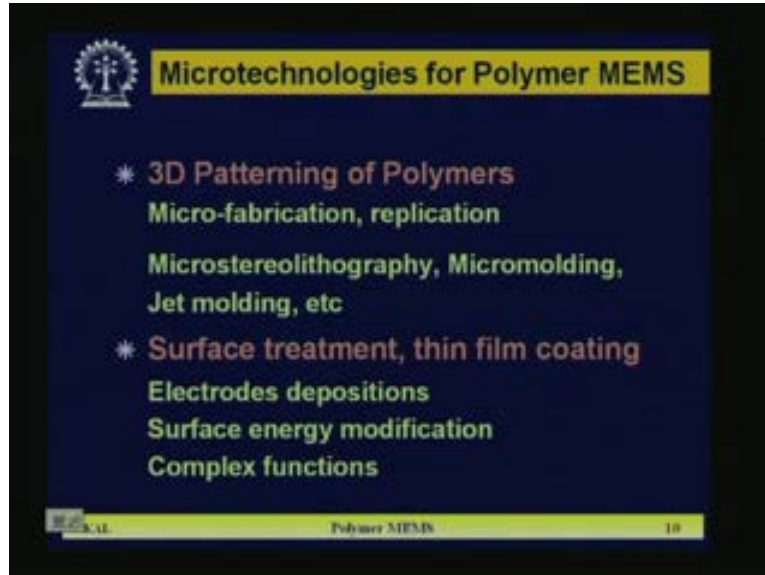 Microtechnologies for Polymer MEMS
* 3D Patterning of Polymers
Micro-fabrication, replication
Microstereolithography, Micromolding,
Jet molding, etc
* Surface treatment, thin film coating
Electrodes depositions
Surface energy modification
Complex functions
KAL Polymer MEMS 10